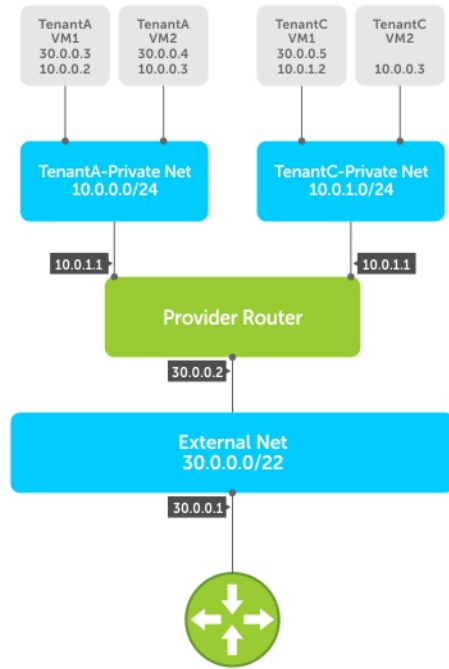 TenantA
VM1
30.0.0.3
10.0.0.2
TenantA
VM2
30.0.0.4
10.0.0.3
TenantC
VM1
30.0.0.5
10.0.1.2
TenantC
VM2
10.0.0.3
TenantA-Private Net
10.0.0.0/24
TenantC-Private Net
10.0.1.0/24
10.0.1.1
10.0.1.1
Provider Router
30.0.0.2
External Net
30.0.0.0/22
30.0.0.1